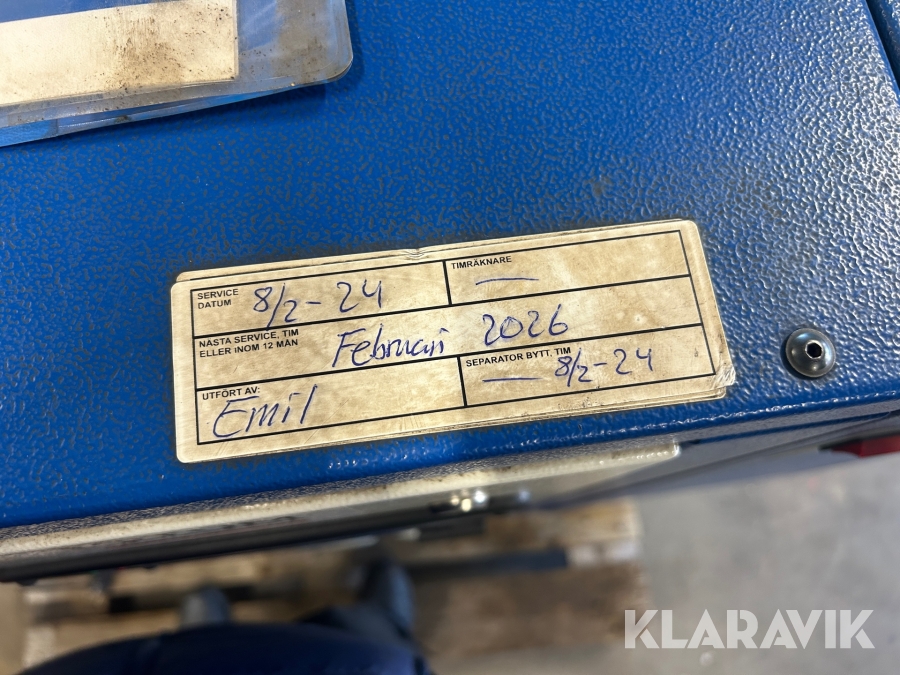 SERVICE
DATUM 8/2-24
TIMRÄKNARE
—
NÄSTA SERVICE, TIM
ELLER INOM 12 MÅN Februari 2026
UTFÖRT AV:
Emil
SEPARATOR BYTT, TIM
— 8/2-24
KLARAVIK